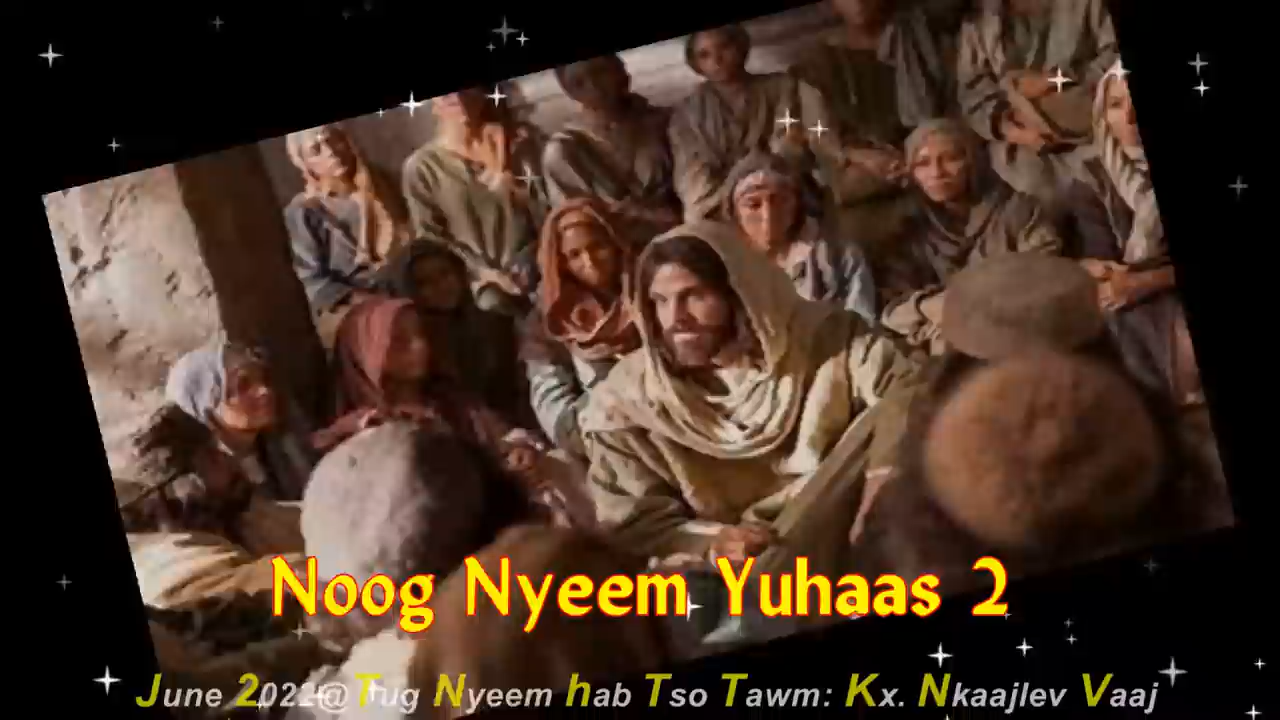 Noog Nyeem Yuhaas 2
June 2022@ Tug Nyeem hab Tso Tawm: Kx. Nkaajlev Vaaj